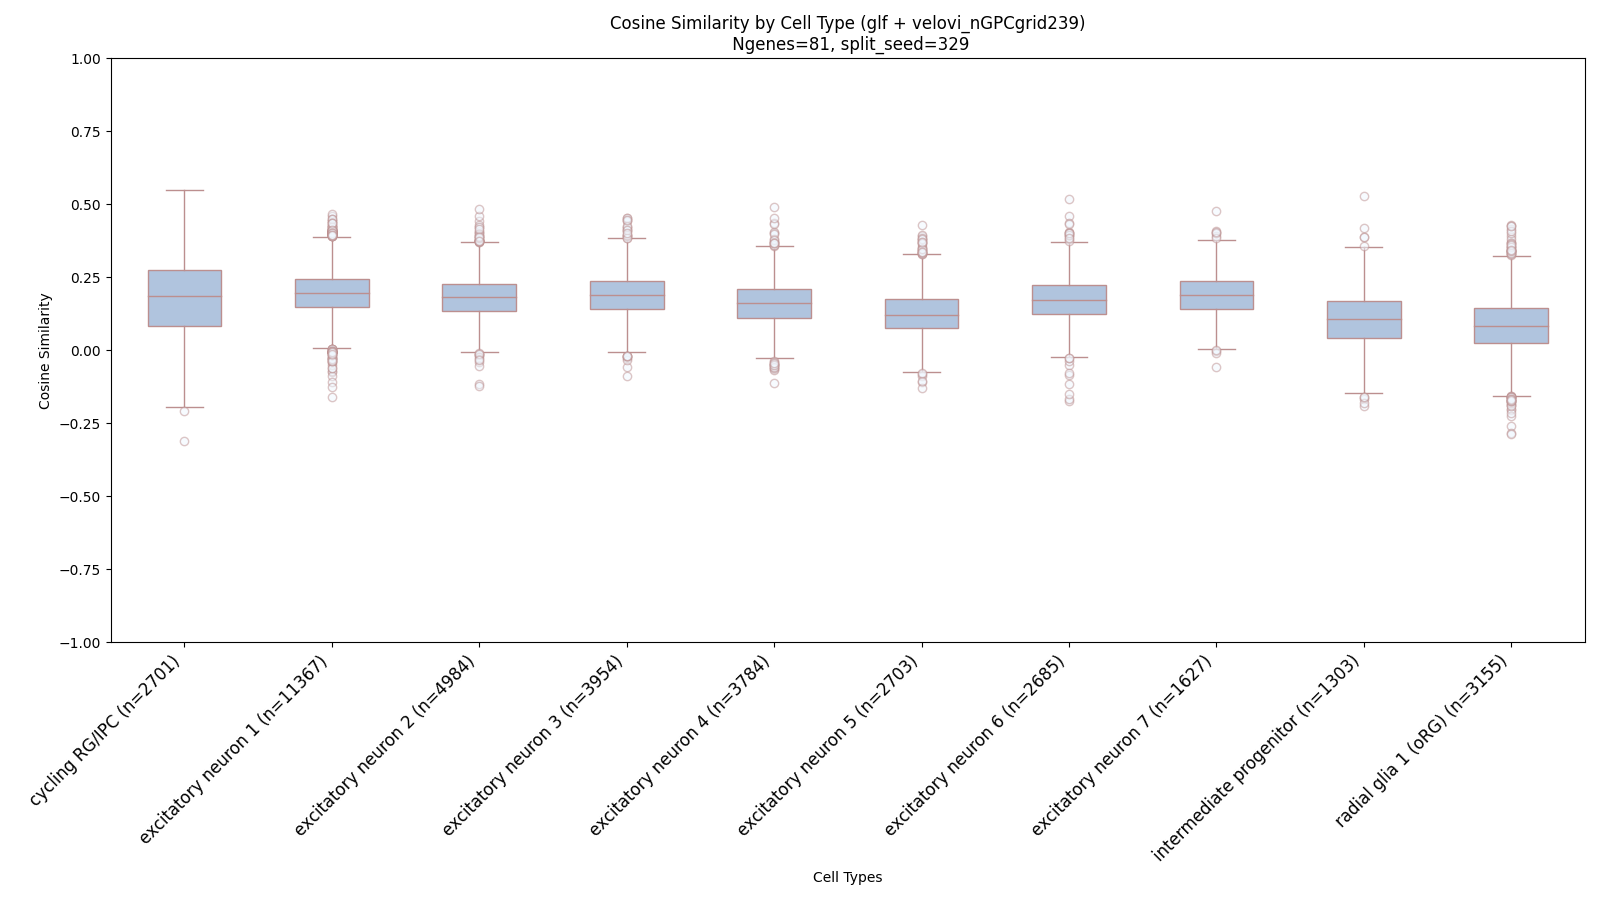 Cosine Similarity by Cell Type (glf + velovi_nGPCgrid239)
Ngenes=81, split_seed=329
1.00
0.75
0.50
0.25
0.00
−0.25
−0.50
−0.75
−1.00
Cosine Similarity
cycling RG/IPC (n=2701)
excitatory neuron 1 (n=11367)
excitatory neuron 2 (n=4984)
excitatory neuron 3 (n=3954)
excitatory neuron 4 (n=3784)
excitatory neuron 5 (n=2703)
excitatory neuron 6 (n=2685)
excitatory neuron 7 (n=1627)
intermediate progenitor (n=1303)
radial glia 1 (oRG) (n=3155)
Cell Types